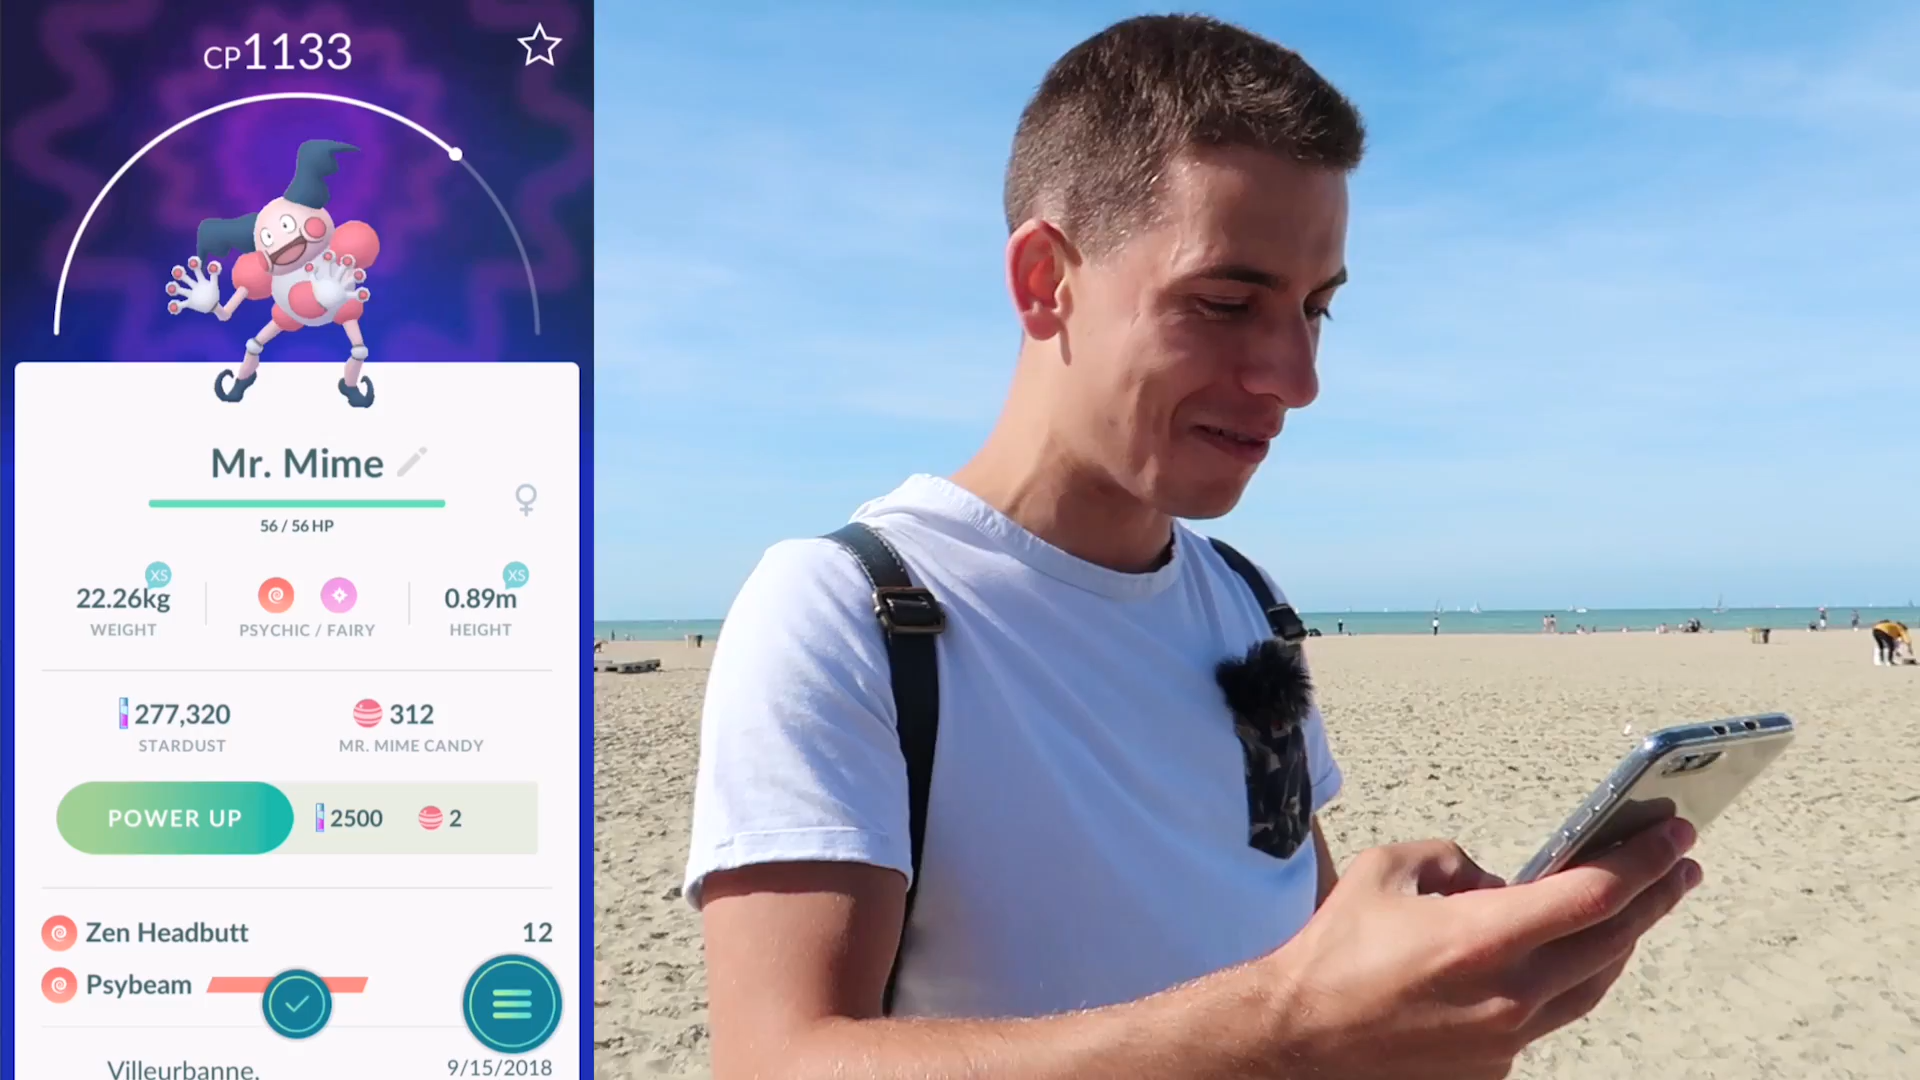 CP1133
Mr. Mime
56 / 56 HP
XS
XS
22.26kg
0.89m
WEIGHT
PSYCHIC / FAIRY
HEIGHT
277,320
312
STARDUST
MR. MIME CANDY
POWER UP
2500
2
Zen Headbutt
12
Psybeam
Villeurbanne,
9/15/2018